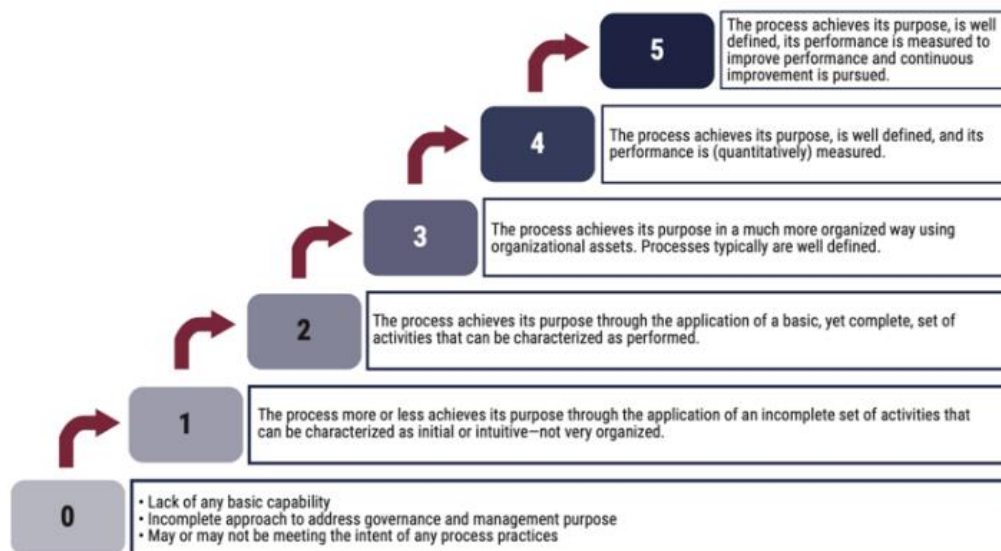 5
The process achieves its purpose, is well
defined, its performance is measured to
improve performance and continuous
improvement is pursued.
4
The process achieves its purpose, is well defined, and its
performance is (quantitatively) measured.
3
The process achieves its purpose in a much more organized way using
organizational assets. Processes typically are well defined.
2
The process achieves its purpose through the application of a basic, yet complete, set of
activities that can be characterized as performed.
1
The process more or less achieves its purpose through the application of an incomplete set of activities that
can be characterized as initial or intuitive—not very organized.
0
• Lack of any basic capability
• Incomplete approach to address governance and management purpose
• May or may not be meeting the intent of any process practices